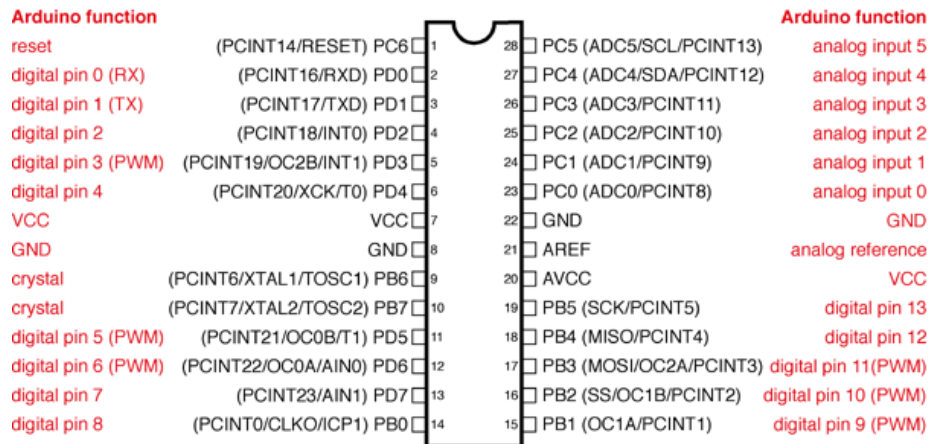 Arduino function Arduino function
reset (PCINT14/RESET) PC6 1 28 PC5 (ADC5/SCL/PCINT13) analog input 5
digital pin 0 (RX) (PCINT16/RXD) PD0 2 27 PC4 (ADC4/SDA/PCINT12) analog input 4
digital pin 1 (TX) (PCINT17/TXD) PD1 3 26 PC3 (ADC3/PCINT11) analog input 3
digital pin 2 (PCINT18/INT0) PD2 4 25 PC2 (ADC2/PCINT10) analog input 2
digital pin 3 (PWM) (PCINT19/OC2B/INT1) PD3 5 24 PC1 (ADC1/PCINT9) analog input 1
digital pin 4 (PCINT20/XCK/T0) PD4 6 23 PC0 (ADC0/PCINT8) analog input 0
VCC VCC 7 22 GND GND
GND GND 8 21 AREF analog reference
crystal (PCINT6/XTAL1/TOSC1) PB6 9 20 AVCC VCC
crystal (PCINT7/XTAL2/TOSC2) PB7 10 19 PB5 (SCK/PCINT5) digital pin 13
digital pin 5 (PWM) (PCINT21/OC0B/T1) PD5 11 18 PB4 (MISO/PCINT4) digital pin 12
digital pin 6 (PWM) (PCINT22/OC0A/AIN0) PD6 12 17 PB3 (MOSI/OC2A/PCINT3) digital pin 11(PWM)
digital pin 7 (PCINT23/AIN1) PD7 13 16 PB2 (SS/OC1B/PCINT2) digital pin 10 (PWM)
digital pin 8 (PCINT0/CLKO/ICP1) PB0 14 15 PB1 (OC1A/PCINT1) digital pin 9 (PWM)